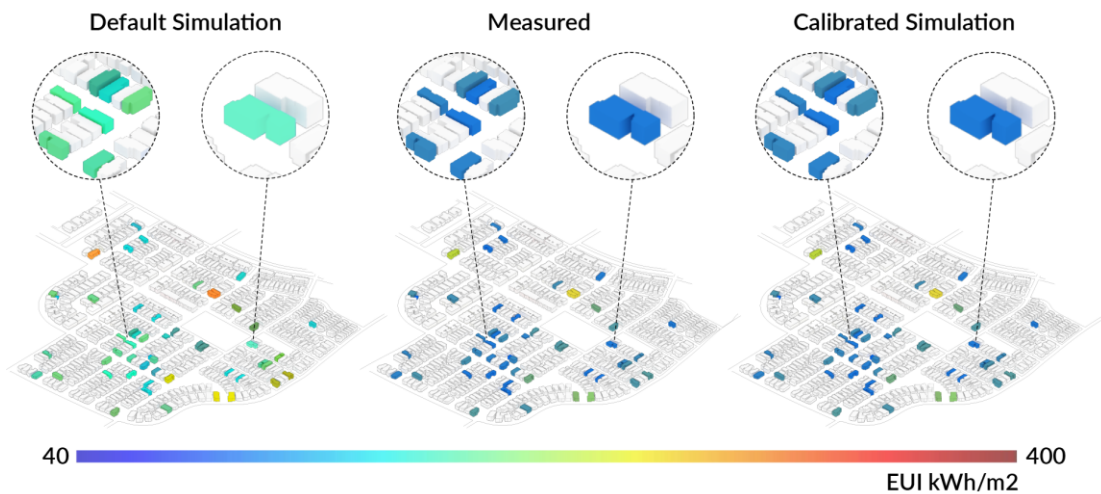 Default Simulation
Measured
Calibrated Simulation
40
400
EUI kWh/m2